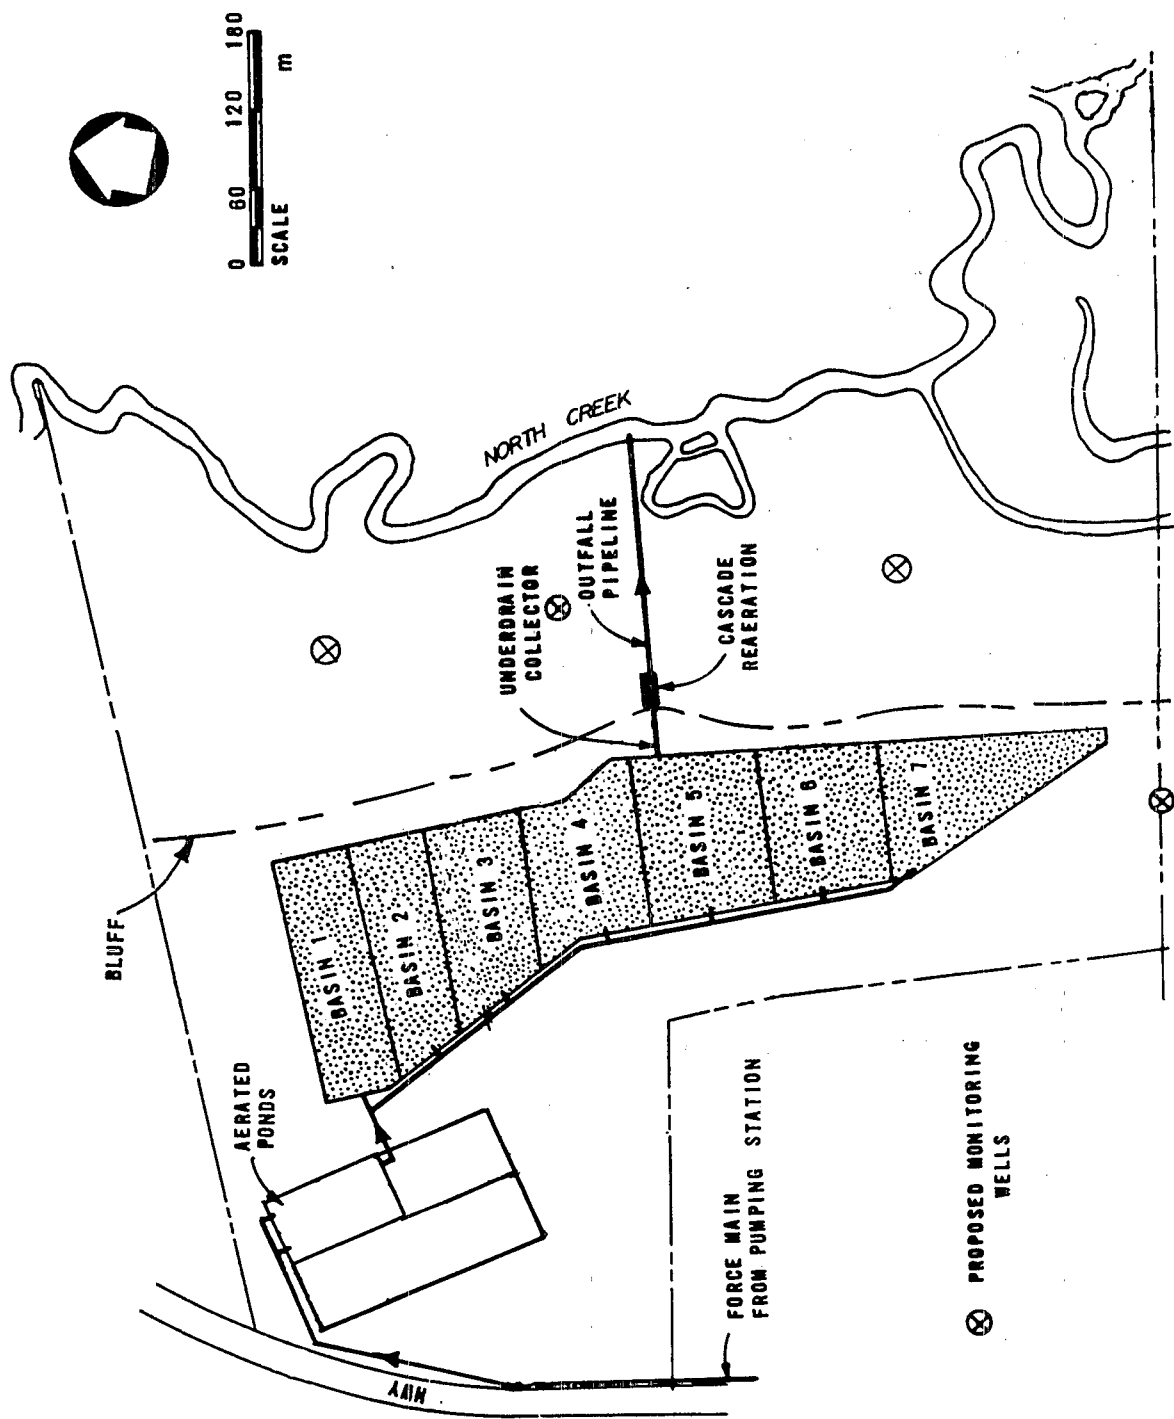 0 60 120 180
SCALE
m
BLUFF
NORTH CREEK
UNDERDRAIN
COLLECTOR
OUTFALL
PIPELINE
CASCADE
REAERATION
BASIN 1
BASIN 2
BASIN 3
BASIN 4
BASIN 5
BASIN 6
BASIN 7
AERATED
PONDS
HWY
FORCE MAIN
FROM PUMPING STATION
PROPOSED MONITORING
WELLS